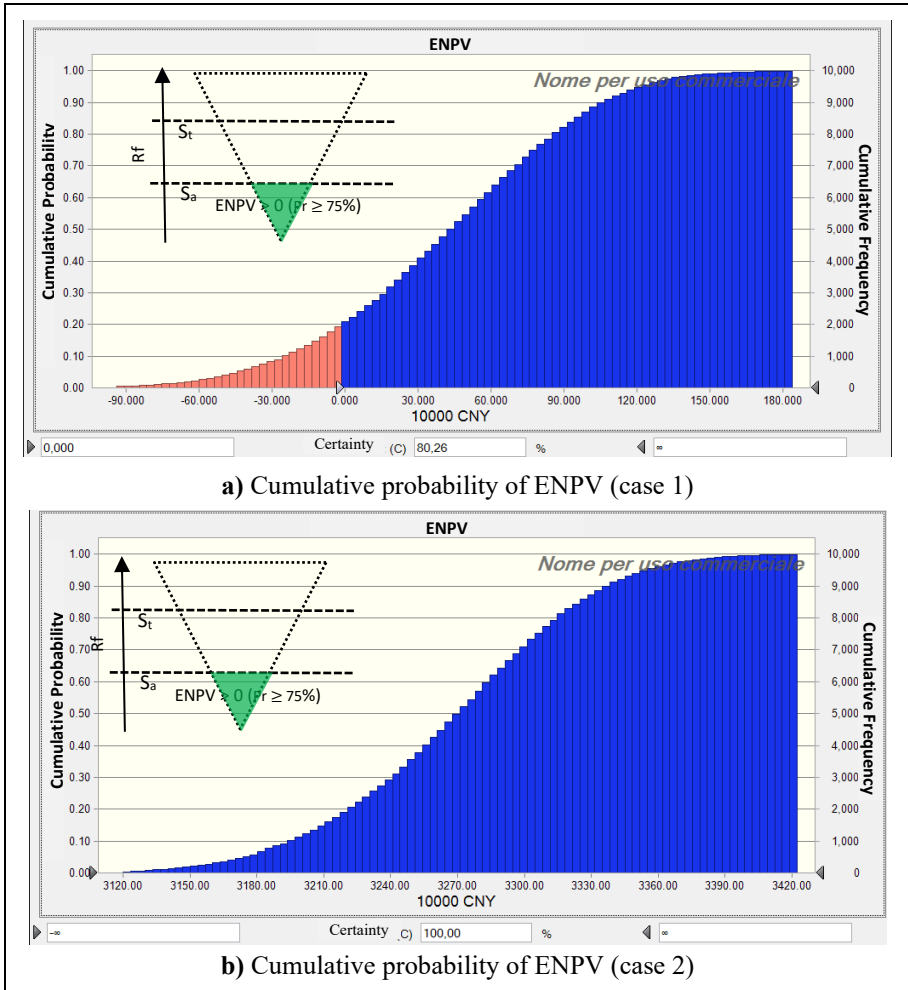 ENPV
Nome per uso commerciale
Cumulative Probability
Cumulative Frequency
1.00
0.90
0.80
0.70
0.60
0.50
0.40
0.30
0.20
0.10
0.00
10,000
9,000
8,000
7,000
6,000
5,000
4,000
3,000
2,000
1,000
0
Rf
St
Sa
ENPV > 0 (Pr ≥ 75%)
-90.000 -60.000 -30.000 0.000 30.000 60.000 90.000 120.000 150.000 180.000
10000 CNY
0,000 Certainty (C) 80,26 % ∞
a) Cumulative probability of ENPV (case 1)
ENPV
Nome per uso commerciale
Cumulative Probability
Cumulative Frequency
1.00
0.90
0.80
0.70
0.60
0.50
0.40
0.30
0.20
0.10
0.00
10,000
9,000
8,000
7,000
6,000
5,000
4,000
3,000
2,000
1,000
0
Rf
St
Sa
ENPV > 0 (Pr ≥ 75%)
3120.00 3150.00 3180.00 3210.00 3240.00 3270.00 3300.00 3330.00 3360.00 3390.00 3420.00
10000 CNY
-∞ Certainty C) 100,00 % ∞
b) Cumulative probability of ENPV (case 2)